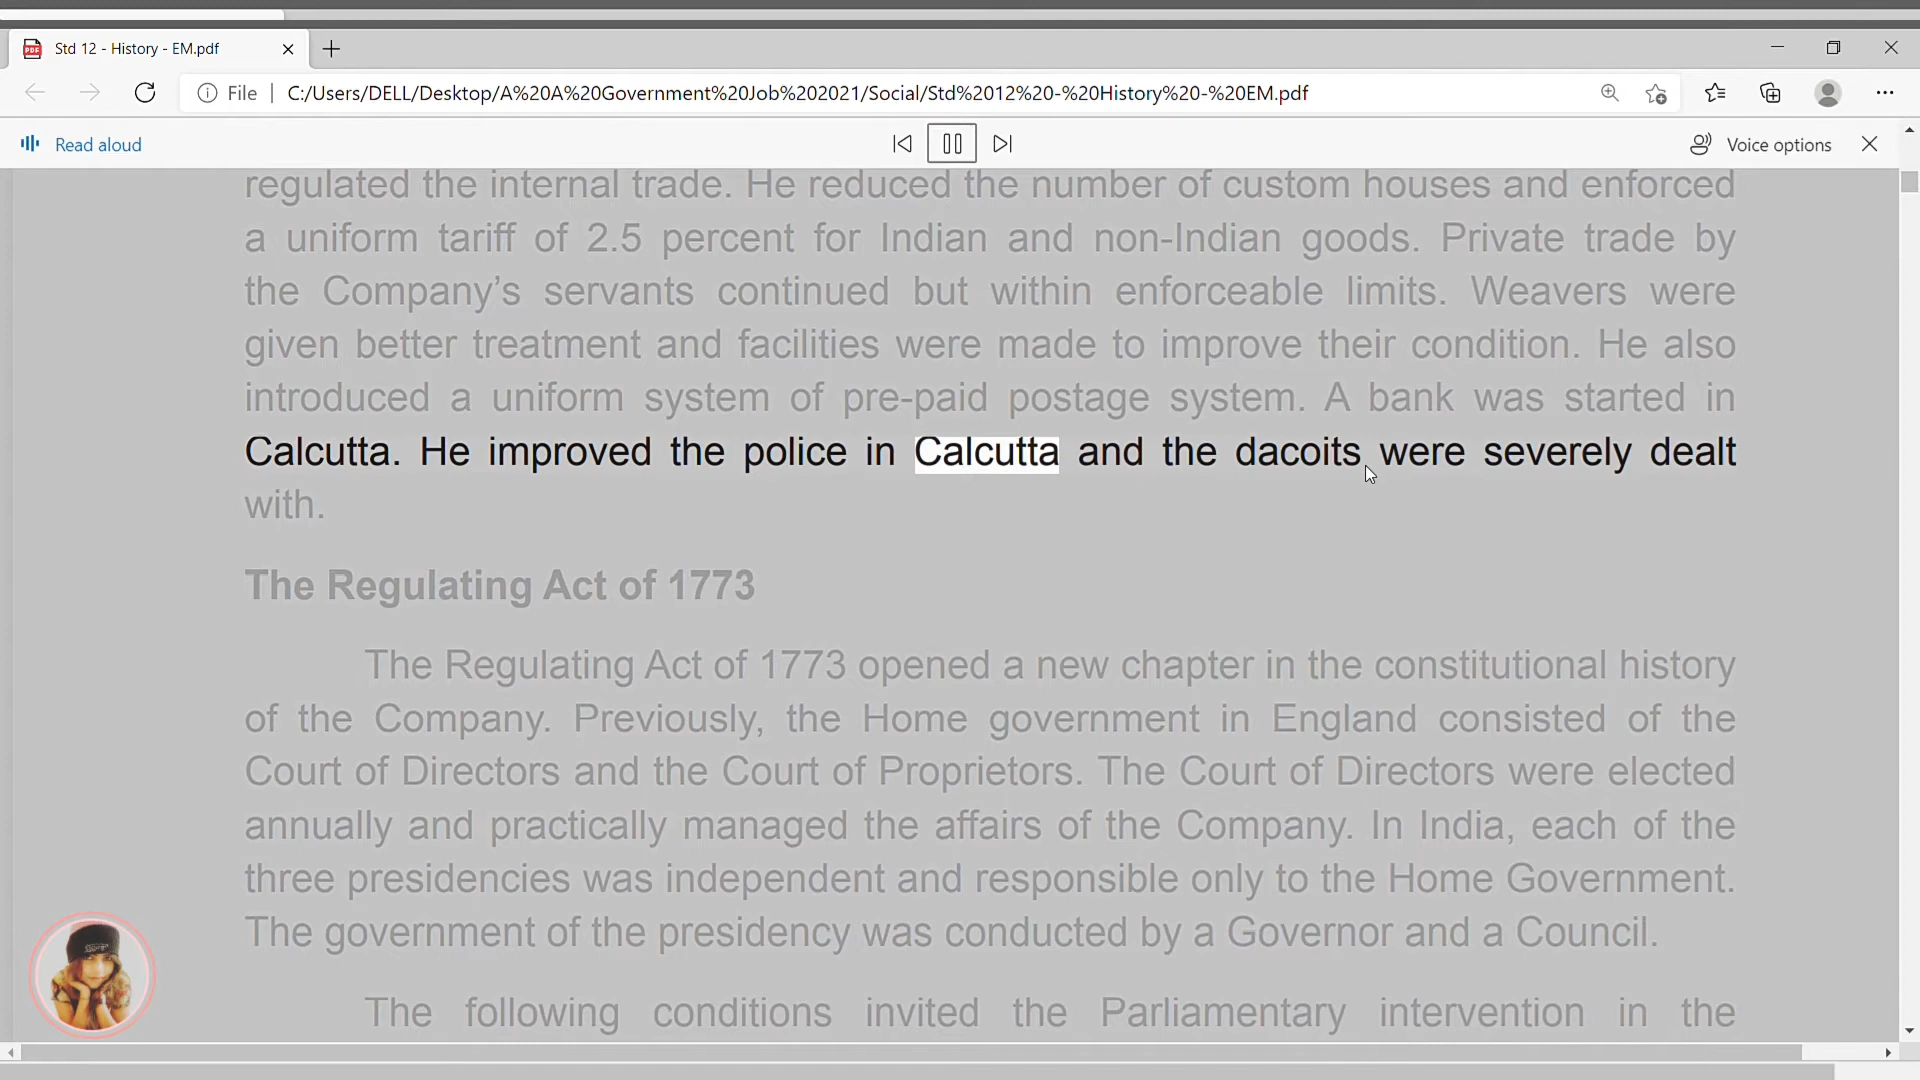 Std 12 - History - EM.pdf
File
C:/Users/DELL/Desktop/A%20A%20Government%20Job%202021/Social/Std%2012%20-%20History%20-%20EM.pdf
Read aloud
Voice options
regulated the internal trade. He reduced the number of custom houses and enforced
a uniform tariff of 2.5 percent for Indian and non-Indian goods. Private trade by
the Company’s servants continued but within enforceable limits. Weavers were
given better treatment and facilities were made to improve their condition. He also
introduced a uniform system of pre-paid postage system. A bank was started in
Calcutta. He improved the police in Calcutta and the dacoits were severely dealt
with.
The Regulating Act of 1773
The Regulating Act of 1773 opened a new chapter in the constitutional history
of the Company. Previously, the Home government in England consisted of the
Court of Directors and the Court of Proprietors. The Court of Directors were elected
annually and practically managed the affairs of the Company. In India, each of the
three presidencies was independent and responsible only to the Home Government.
The government of the presidency was conducted by a Governor and a Council.
The following conditions invited the Parliamentary intervention in the